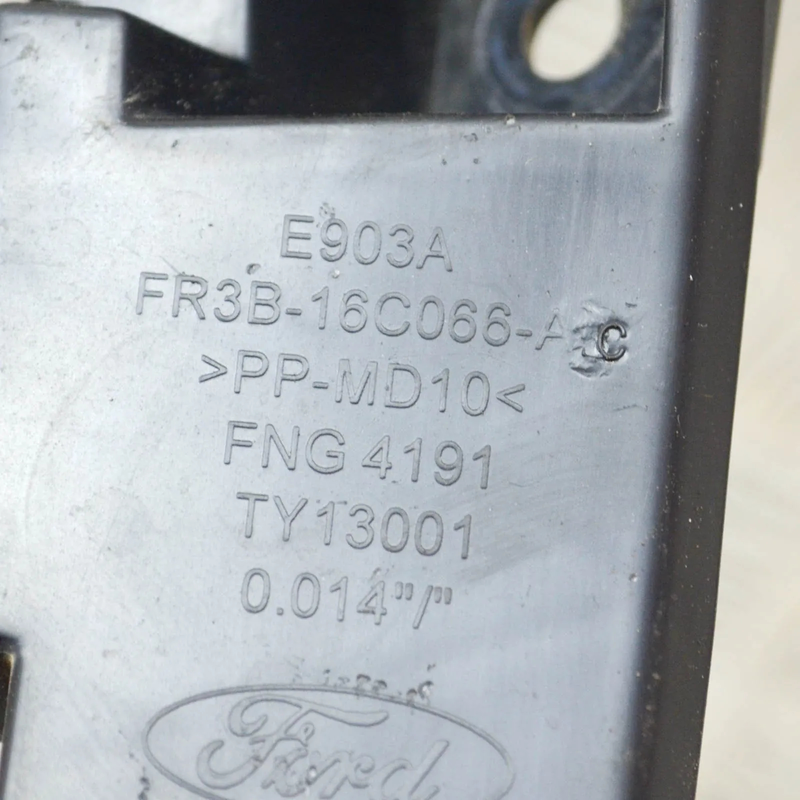 E903A
FR3B-16C066-AC
>PP-MD10<
FNG 4191
TY13001
0.014"/"
Ford